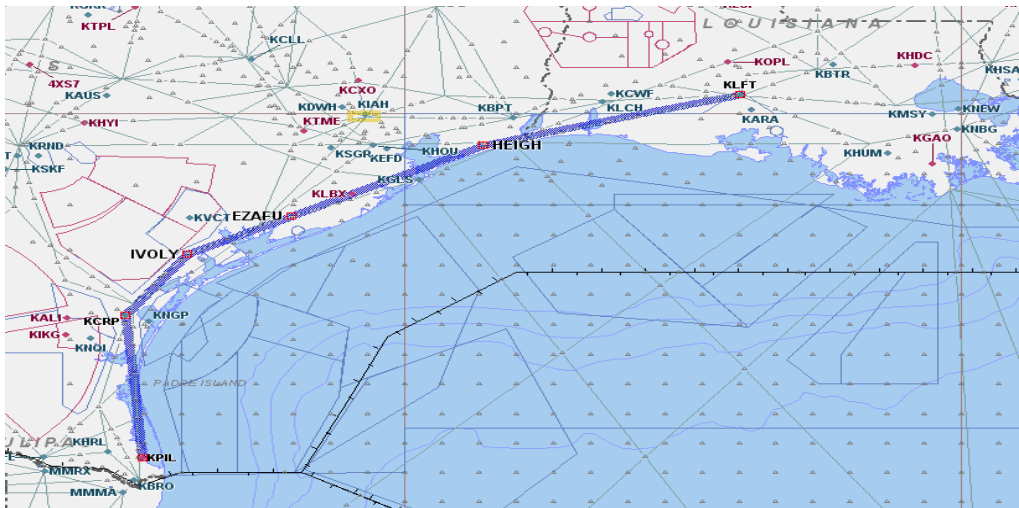 KTPL
KCLL
LOUISIANA
KHDC
KOPL
KBTR
KHSA
S
4XS7
KAUS
KCXO
KLFT
KCWF
KDWH
KIAH
KBPT
KLCH
KARA
KMSY
KNEW
KHYI
KTME
KNBG
KGAO
KRND
KSGR
KEFD
KHOU
HEIGH
KHUM
T
KSKF
KGLS
KLBX
KVCT
EZAFU
IVOLY
KALI
KCRP
KNGP
KIKG
KNQI
PADRE ISLAND
ULIPA
KHRL
E
KPIL
MMRX
KBRO
MMMA